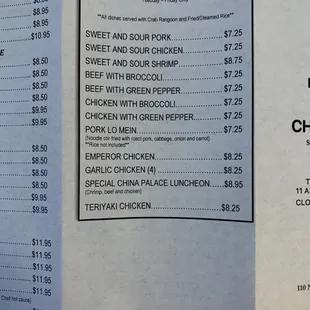 $8.95
$8.95
$10.95
E
$8.50
$8.50
$8.50
$8.50
$9.95
$9.95
$8.50
$8.50
$8.50
$8.50
$9.95
$9.95
$11.95
$11.95
$11.95
$11.95
$11.95
Chef hot sauce)
**All dishes served with Crab Rangoon and Fried/Steamed Rice**
SWEET AND SOUR PORK $7.25
SWEET AND SOUR CHICKEN $7.25
SWEET AND SOUR SHRIMP $8.75
BEEF WITH BROCCOLI $7.25
BEEF WITH GREEN PEPPER $7.25
CHICKEN WITH BROCCOLI $7.25
CHICKEN WITH GREEN PEPPER $7.25
PORK LO MEIN $7.25
(Noodle stir fried with roast pork, cabbage, onion and carrot)
**Rice not included**
EMPEROR CHICKEN $8.25
GARLIC CHICKEN (4) $8.25
SPECIAL CHINA PALACE LUNCHEON $8.95
(Shrimp, beef and chicken)
TERIYAKI CHICKEN $8.25
CH
S
T
11 A
CLO
110 N